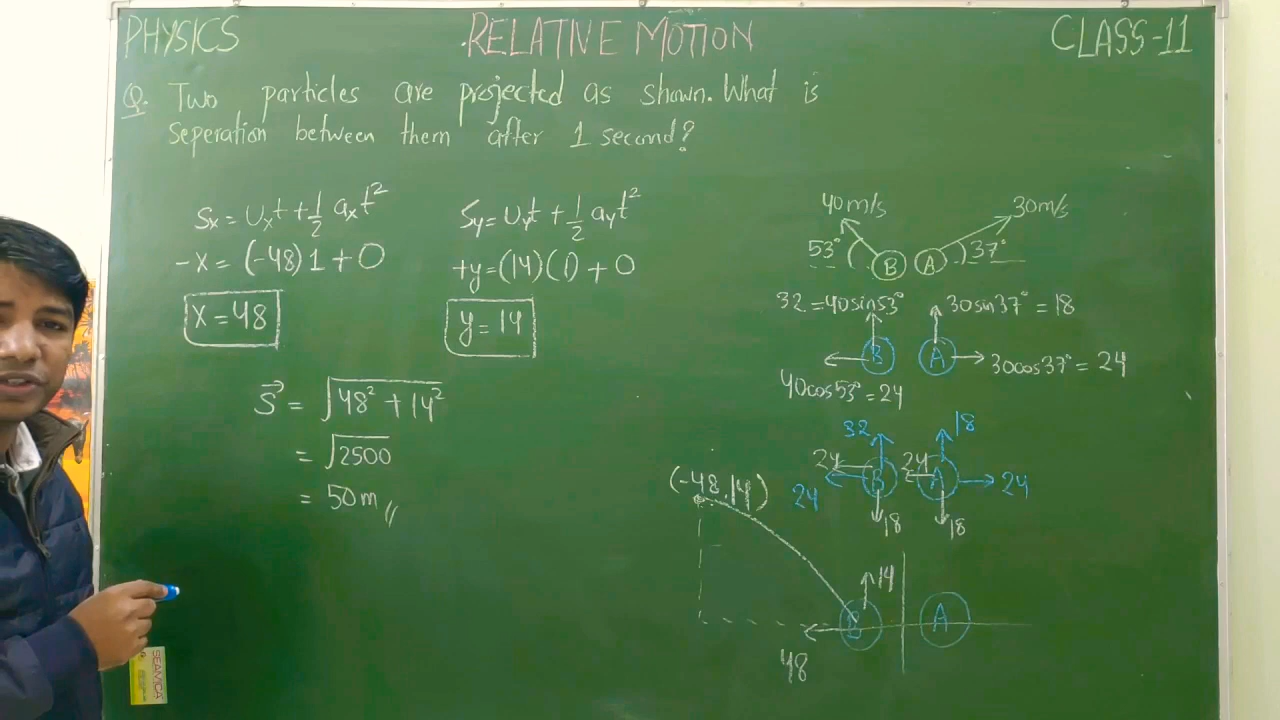 PHYSICS
RELATIVE MOTION
CLASS-11
Q. Two particles are projected as shown. What is
seperation between them after 1 second?
Sx = Uxt + 1/2 axt²
-x = (-48) 1 + 0
x = 48
Sy = Uyt + 1/2 ayt²
+y = (14) (1) + 0
y = 14
S⃗ = √48² + 14²
= √2500
= 50m
40 m/s
30 m/s
53°
B
A
37°
32 = 40sin53°
30sin37° = 18
B
A
30cos37° = 24
40cos53° = 24
32
18
24
24
B
A
24
24
18
18
(-48,14)
14
B
A
48
SEAMICA